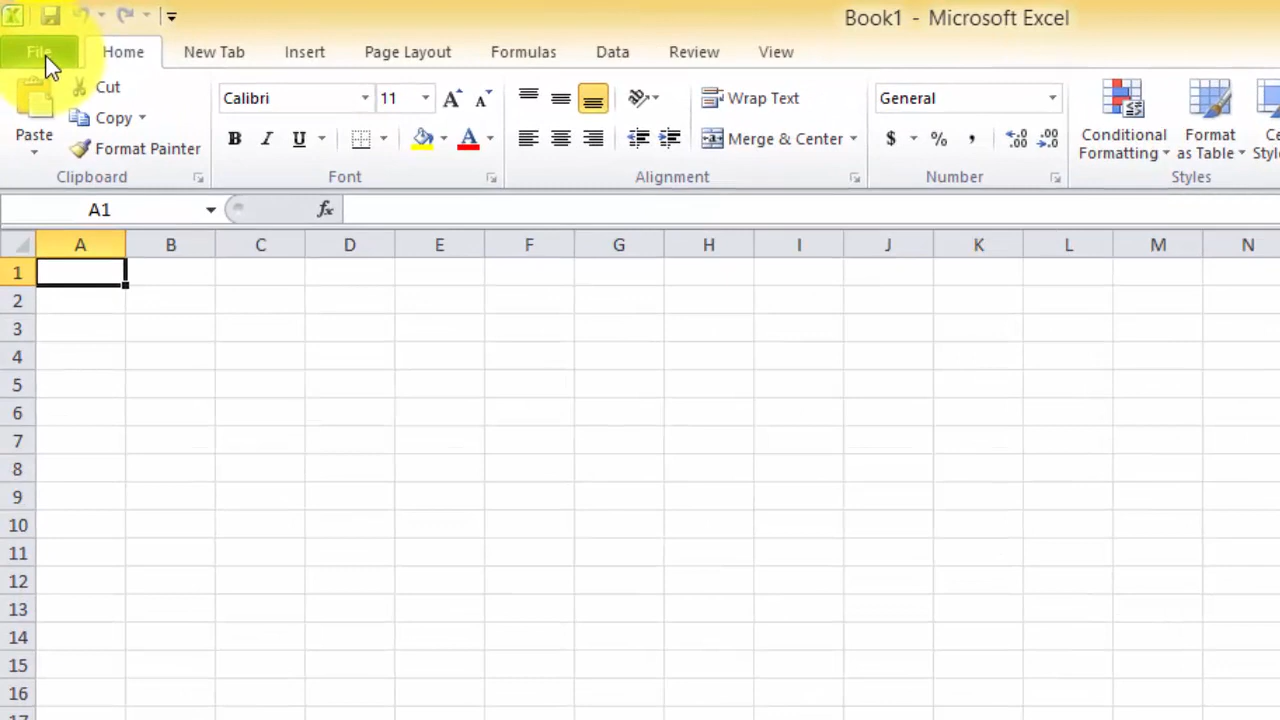 Book1 - Microsoft Excel
File Home New Tab Insert Page Layout Formulas Data Review View
Paste
Cut
Copy
Format Painter
Clipboard
Calibri 11
B I U A
Font
Wrap Text
Merge & Center
Alignment
General
$ % ,
Number
Conditional Formatting
Format as Table
Styles
A1 fx
A B C D E F G H I J K L M N
1
2
3
4
5
6
7
8
9
10
11
12
13
14
15
16